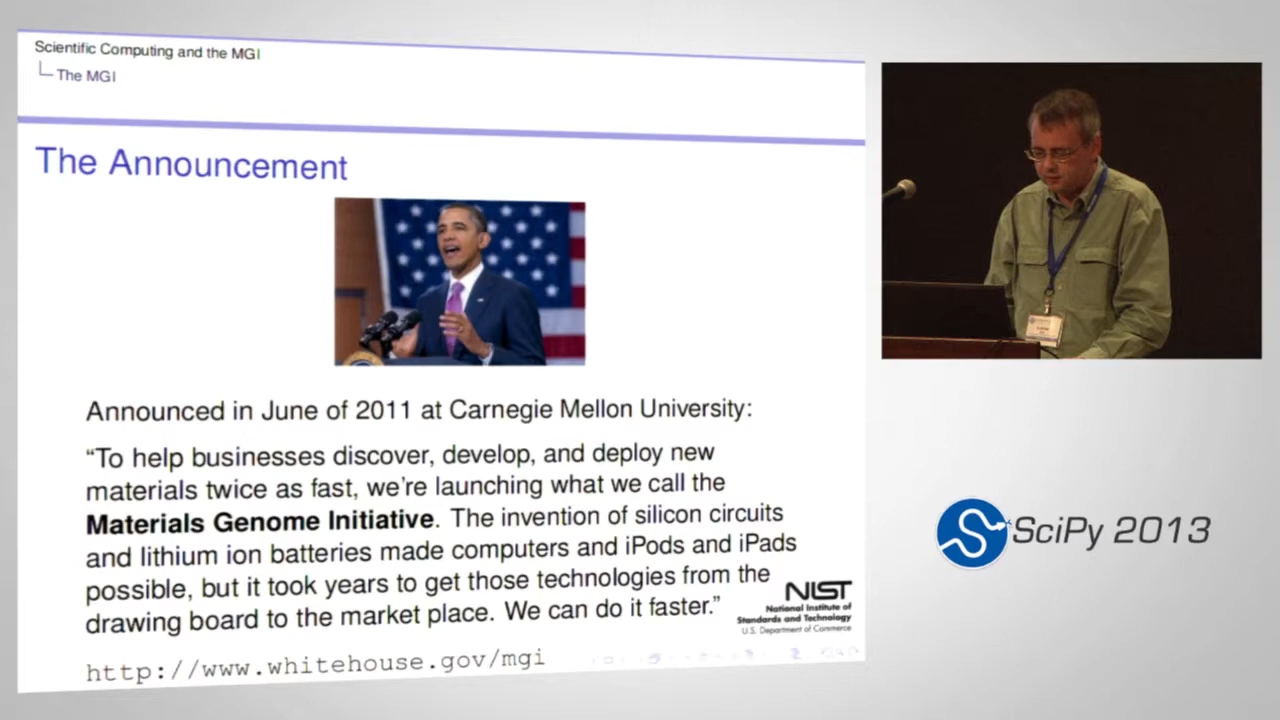 Scientific Computing and the MGI
The MGI
The Announcement
Announced in June of 2011 at Carnegie Mellon University:
“To help businesses discover, develop, and deploy new
materials twice as fast, we’re launching what we call the
Materials Genome Initiative. The invention of silicon circuits
and lithium ion batteries made computers and iPods and iPads
possible, but it took years to get those technologies from the
drawing board to the market place. We can do it faster.”
NIST
National Institute of
Standards and Technology
U.S. Department of Commerce
http://www.whitehouse.gov/mgi
SciPy 2013